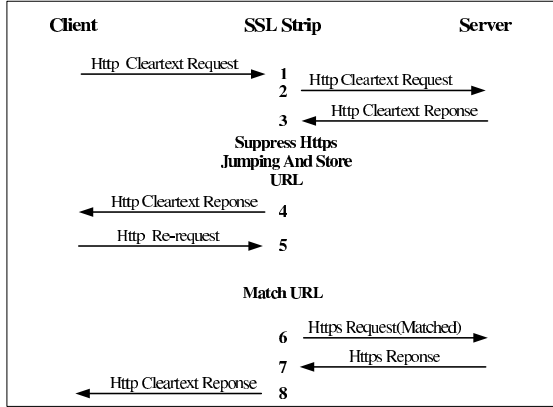 Client SSL Strip Server
Http Cleartext Request 1
2 Http Cleartext Request
3 Http Cleartext Reponse
Suppress Https
Jumping And Store
URL
Http Cleartext Reponse 4
Http Re-request 5
Match URL
6 Https Request(Matched)
7 Https Reponse
Http Cleartext Reponse 8